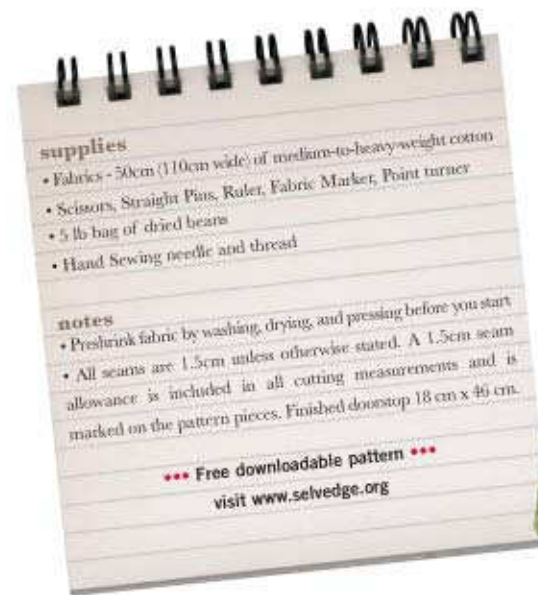 supplies
• Fabrics - 50cm (110cm wide) of medium-to-heavy-weight cotton
• Scissors, Straight Pins, Ruler, Fabric Marker, Point turner
• 5 lb bag of dried beans
• Hand Sewing needle and thread
notes
• Preshrink fabric by washing, drying, and pressing before you start
• All seams are 1.5cm unless otherwise stated. A 1.5cm seam
allowance is included in all cutting measurements and is
marked on the pattern pieces. Finished doorstop 18 cm x 46 cm.
••• Free downloadable pattern •••
visit www.selvedge.org